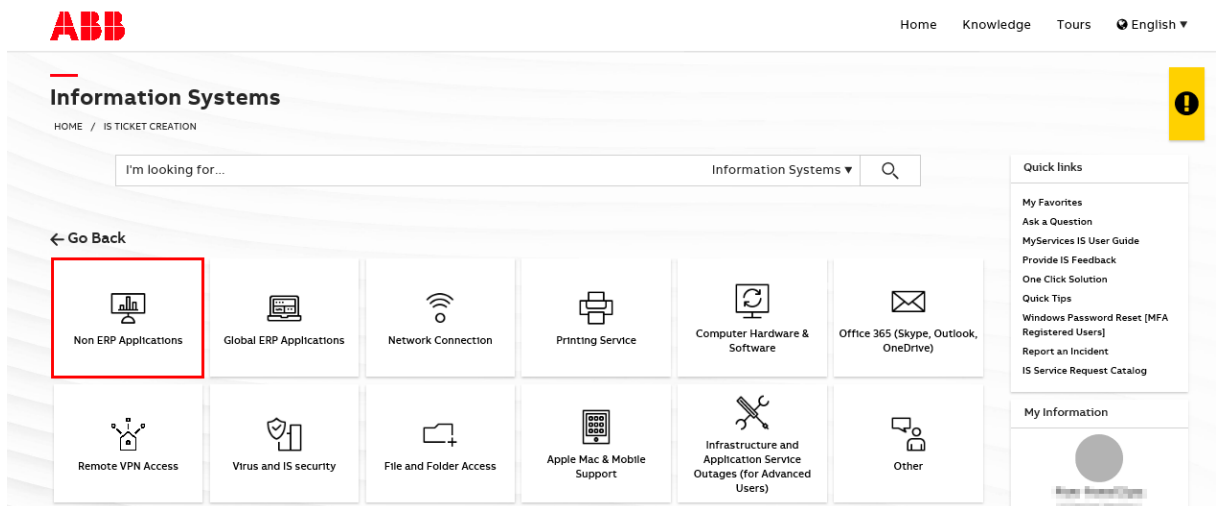 ABB
Home Knowledge Tours English ▼
Information Systems
HOME / IS TICKET CREATION
I'm looking for...
Information Systems ▼
← Go Back
Non ERP Applications
Global ERP Applications
Network Connection
Printing Service
Computer Hardware &
Software
Office 365 (Skype, Outlook,
OneDrive)
Remote VPN Access
Virus and IS security
File and Folder Access
Apple Mac & Mobile
Support
Infrastructure and
Application Service
Outages (for Advanced
Users)
Other
Quick links
My Favorites
Ask a Question
MyServices IS User Guide
Provide IS Feedback
One Click Solution
Quick Tips
Windows Password Reset [MFA
Registered Users]
Report an Incident
IS Service Request Catalog
My Information